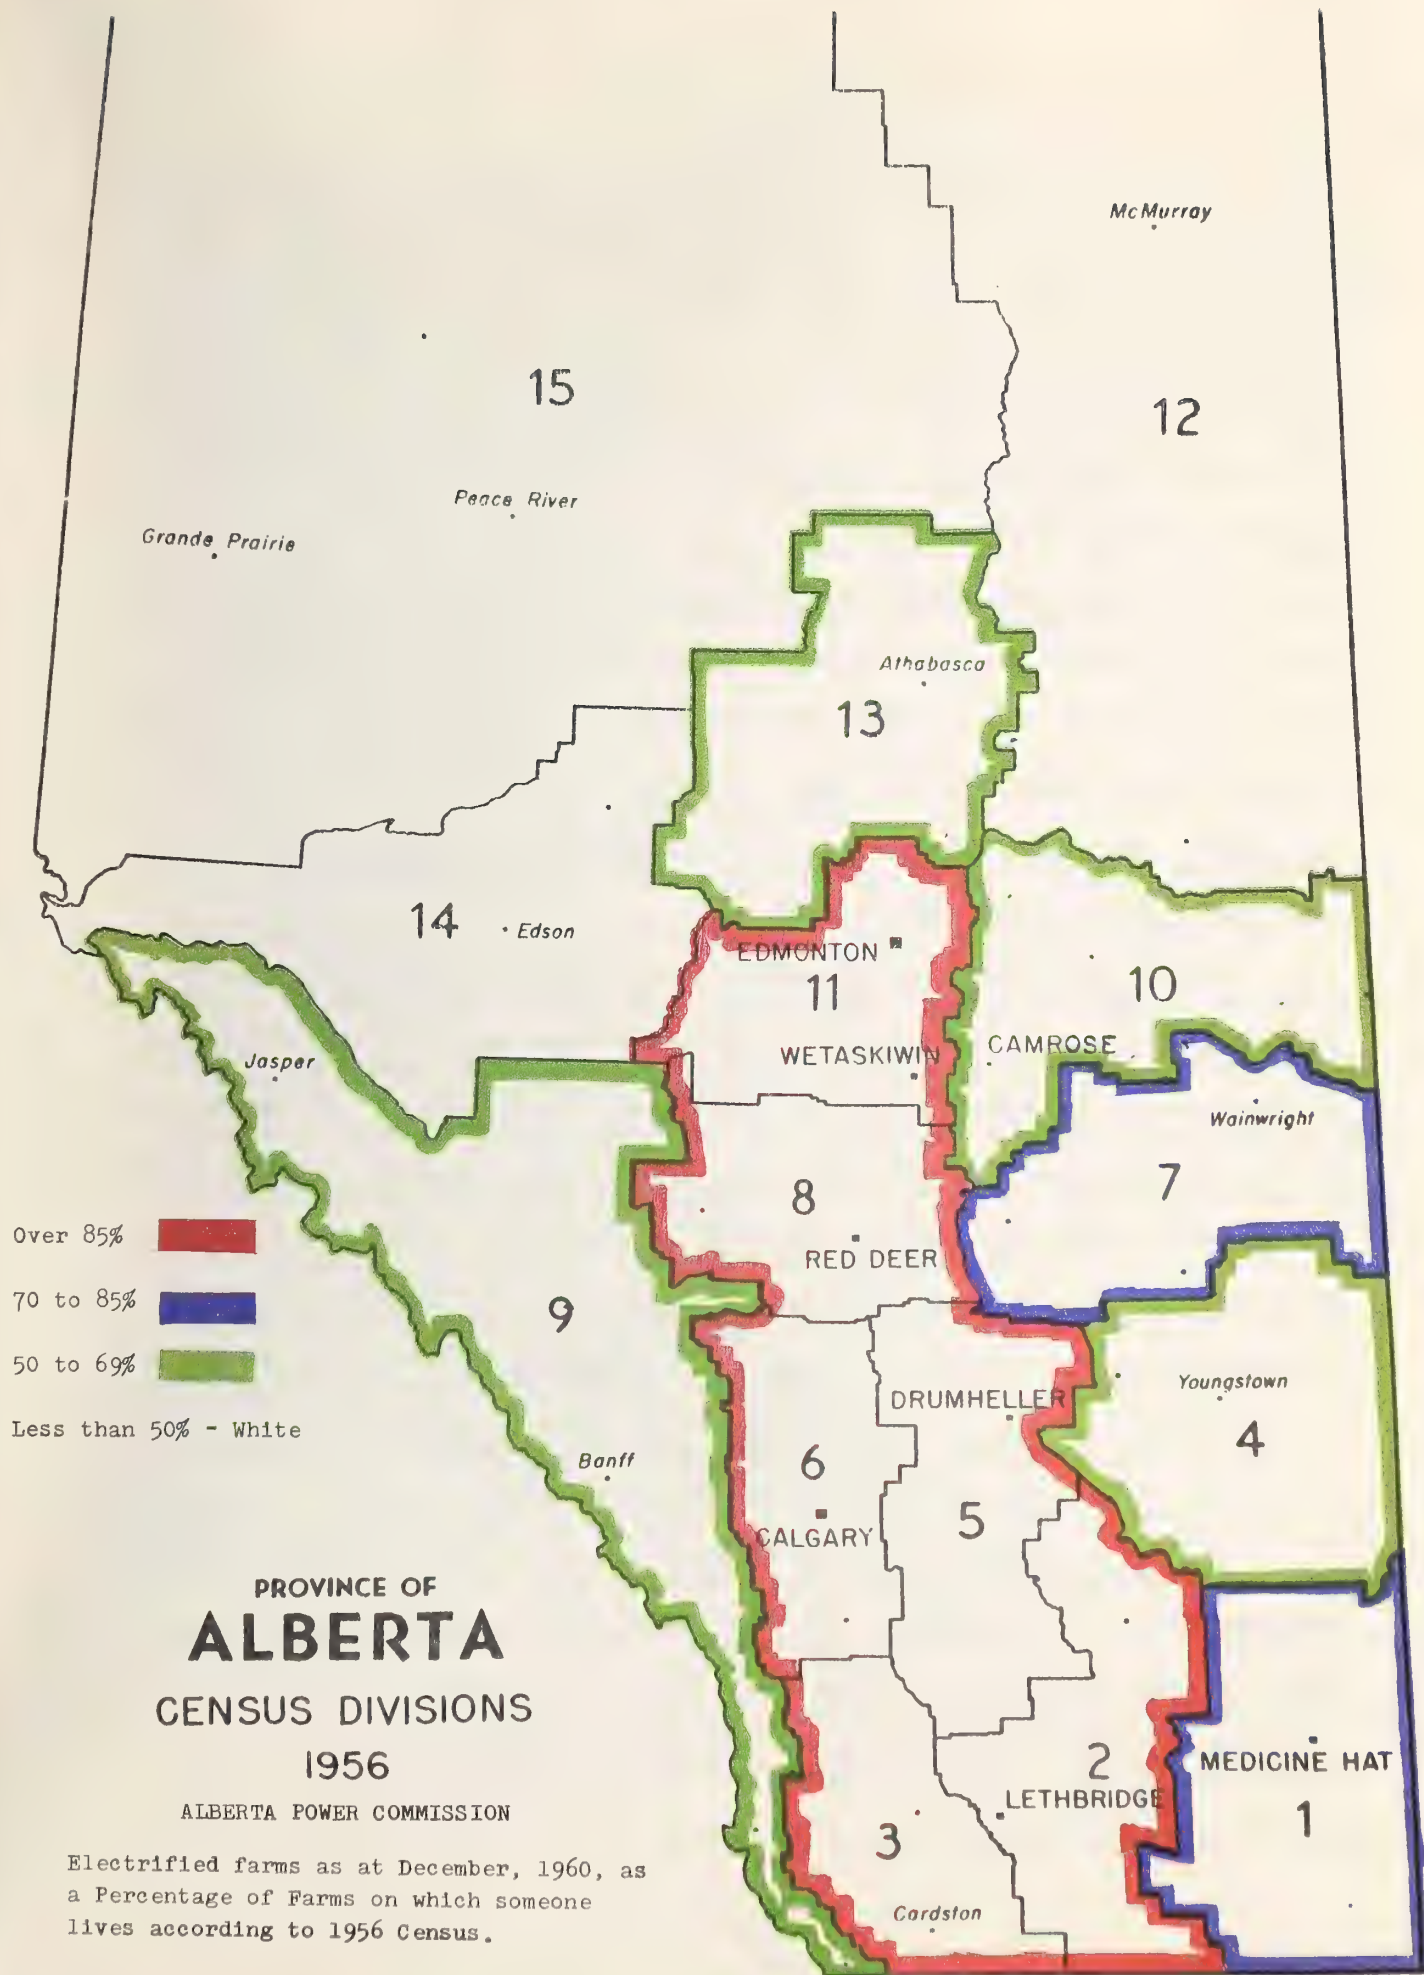 McMurray
15
12
Peace River
Grande Prairie
Athabasca
13
14
Edson
EDMONTON
11
10
WETASKIWIN
CAMROSE
Jasper
Wainwright
7
8
RED DEER
Over 85%
70 to 85%
50 to 69%
Less than 50% - White
9
DRUMHELLER
Youngstown
4
6
Banff
5
CALGARY
PROVINCE OF
ALBERTA
CENSUS DIVISIONS
1956
ALBERTA POWER COMMISSION
2
MEDICINE HAT
LETHBRIDGE
1
3
Cardston
Electrified farms as at December, 1960, as
a Percentage of Farms on which someone
lives according to 1956 Census.